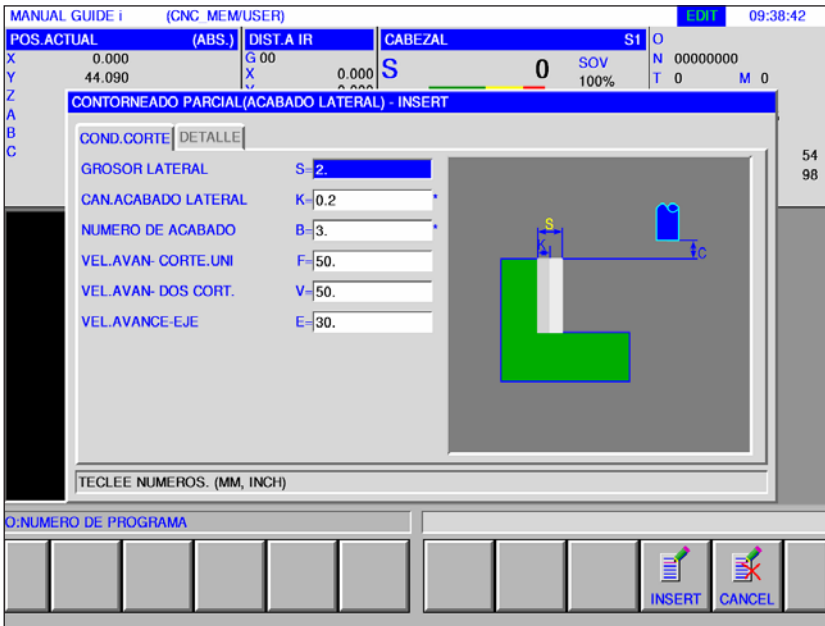 MANUAL GUIDE i (CNC_MEM/USER) EDIT 09:38:42
POS.ACTUAL (ABS.) DIST.A IR CABEZAL S1 O
X 0.000 G 00 S 0 SOV N 00000000
Y 44.090 X 0.000 100% T 0 M 0
Z
CONTORNEADO PARCIAL(ACABADO LATERAL) - INSERT
A
B
C
COND.CORTE DETALLE
54
98
GROSOR LATERAL S= 2.
CAN.ACABADO LATERAL K= 0.2 *
NUMERO DE ACABADO B= 3. *
VEL.AVAN- CORTE.UNI F= 50.
VEL.AVAN- DOS CORT. V= 50.
VEL.AVANCE-EJE E= 30.
S
K
C
TECLEE NUMEROS. (MM, INCH)
O:NUMERO DE PROGRAMA
INSERT CANCEL